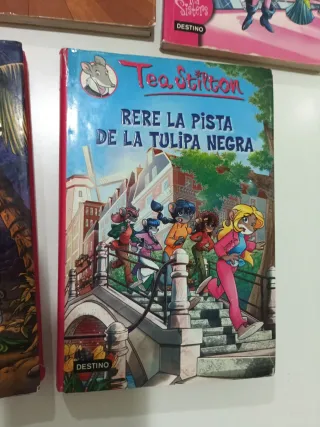 DESTINO
Tea Stilton
RERE LA PISTA
DE LA TULIPA NEGRA
DESTINO